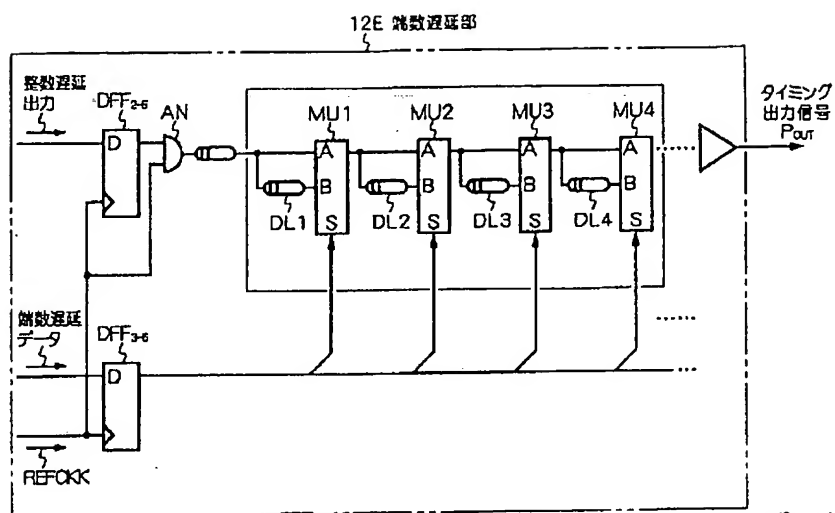 12E 端数遅延部
整数遅延
出力
DFF2-6
AN
MU1
MU2
MU3
MU4
タイミング
出力信号
POUT
D
A
A
A
A
B
B
B
B
DL1
DL2
DL3
DL4
S
S
S
S
端数遅延
データ
DFF3-6
D
REFCKK